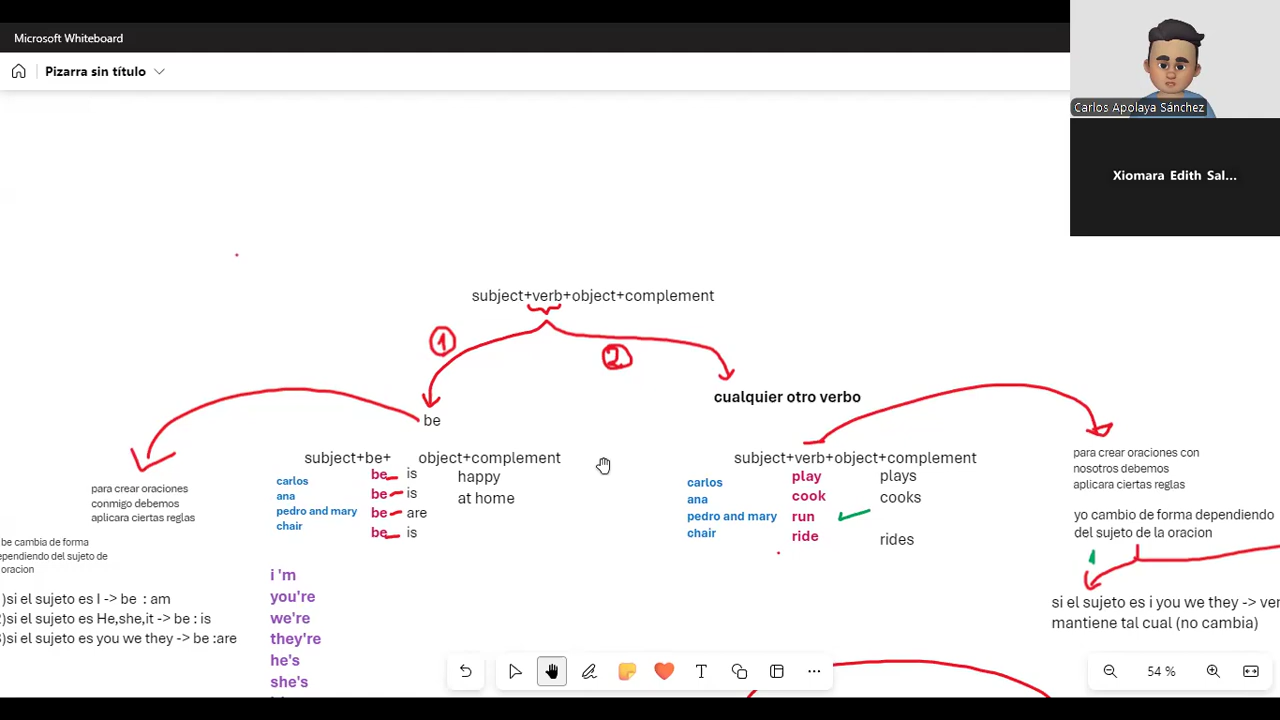 Microsoft Whiteboard
Pizarra sin título
Carlos Apolaya Sánchez
Xiomara Edith Sal...
subject+verb+object+complement
1
2
be
cualquier otro verbo
subject+be+ object+complement
carlos be is happy
ana be is at home
pedro and mary be are
chair be is
subject+verb+object+complement
carlos play plays
ana cook cooks
pedro and mary run
chair ride rides
para crear oraciones
conmigo debemos
aplicara ciertas reglas
be cambia de forma
ependiendo del sujeto de
oracion
)si el sujeto es I -> be : am
)si el sujeto es He,she,it -> be : is
)si el sujeto es you we they -> be :are
i 'm
you're
we're
they're
he's
she's
para crear oraciones con
nosotros debemos
aplicara ciertas reglas
yo cambio de forma dependiendo
del sujeto de la oracion
si el sujeto es i you we they -> ver
mantiene tal cual (no cambia)
54 %